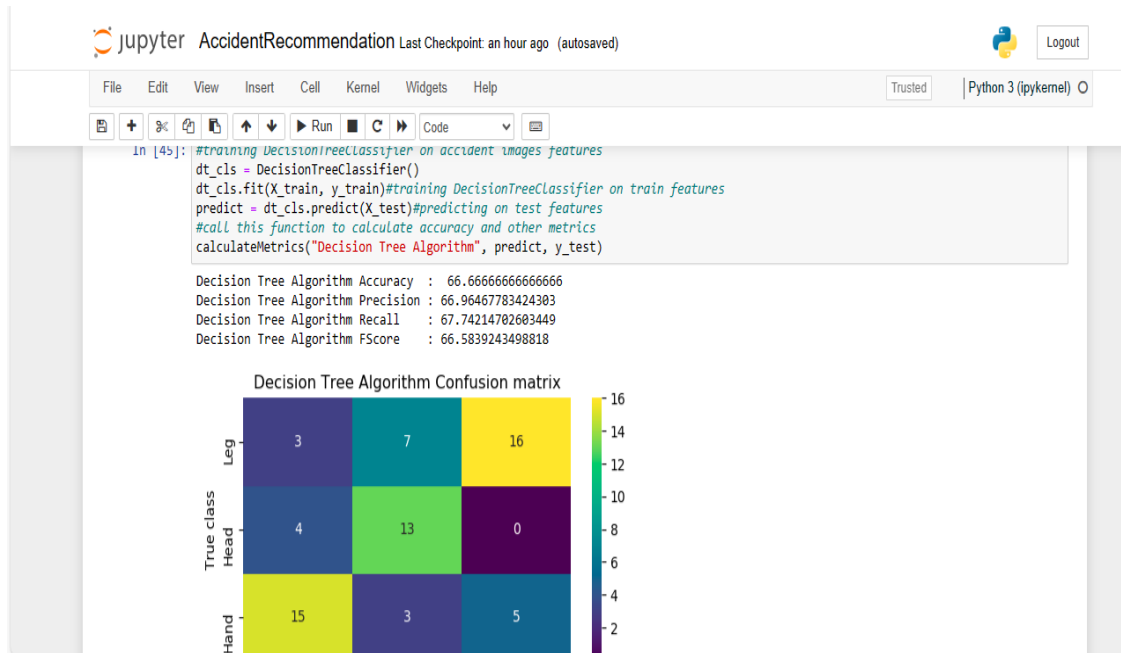 jupyter AccidentRecommendation Last Checkpoint: an hour ago (autosaved)
Logout
File Edit View Insert Cell Kernel Widgets Help
Trusted
Python 3 (ipykernel)
Run
Code
In [45]: #training DecisionTreeClassifier on accident images features
dt_cls = DecisionTreeClassifier()
dt_cls.fit(X_train, y_train)#training DecisionTreeClassifier on train features
predict = dt_cls.predict(X_test)#predicting on test features
#call this function to calculate accuracy and other metrics
calculateMetrics("Decision Tree Algorithm", predict, y_test)
Decision Tree Algorithm Accuracy  :  66.66666666666666
Decision Tree Algorithm Precision : 66.96467783424303
Decision Tree Algorithm Recall    : 67.74214702603449
Decision Tree Algorithm FScore    : 66.5839243498818
Decision Tree Algorithm Confusion matrix
True class
Leg
3 7 16
Head
4 13 0
Hand
15 3 5
16
14
12
10
8
6
4
2